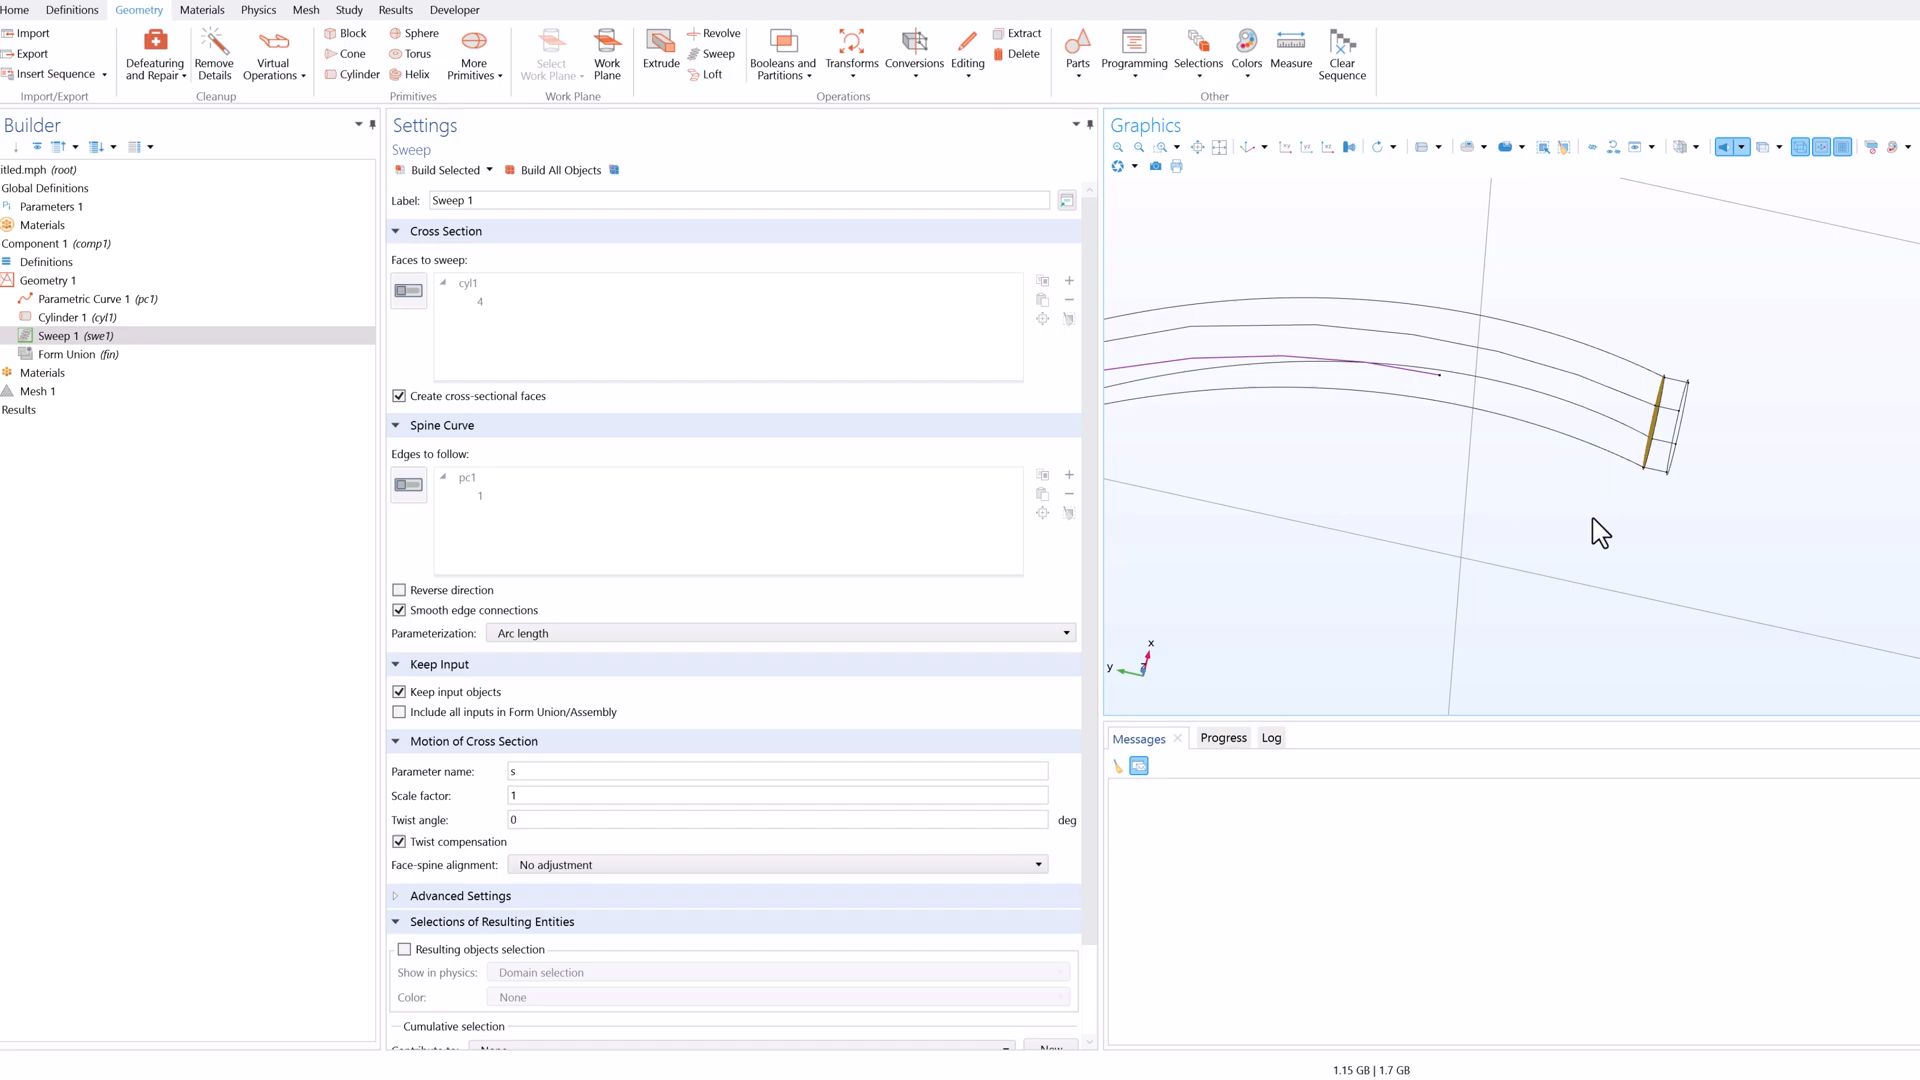 Home Definitions Geometry Materials Physics Mesh Study Results Developer
Import
Export
Insert Sequence
Import/Export
Defeaturing
and Repair
Remove
Details
Virtual
Operations
Cleanup
Block
Cone
Cylinder
Sphere
Torus
Helix
More
Primitives
Primitives
Select
Work Plane
Work
Plane
Work Plane
Extrude
Revolve
Sweep
Loft
Booleans and
Partitions
Transforms
Conversions
Editing
Extract
Delete
Operations
Parts
Programming
Selections
Colors
Measure
Clear
Sequence
Other
Builder
itled.mph (root)
Global Definitions
Parameters 1
Materials
Component 1 (comp1)
Definitions
Geometry 1
Parametric Curve 1 (pc1)
Cylinder 1 (cyl1)
Sweep 1 (swe1)
Form Union (fin)
Materials
Mesh 1
Results
Settings
Sweep
Build Selected Build All Objects
Label: Sweep 1
Cross Section
Faces to sweep:
cyl1
4
Create cross-sectional faces
Spine Curve
Edges to follow:
pc1
1
Reverse direction
Smooth edge connections
Parameterization: Arc length
Keep Input
Keep input objects
Include all inputs in Form Union/Assembly
Motion of Cross Section
Parameter name: s
Scale factor: 1
Twist angle: 0 deg
Twist compensation
Face-spine alignment: No adjustment
Advanced Settings
Selections of Resulting Entities
Resulting objects selection
Show in physics: Domain selection
Color: None
Cumulative selection
Contribute to: None New
Graphics
x
y z
Messages Progress Log
1.15 GB | 1.7 GB